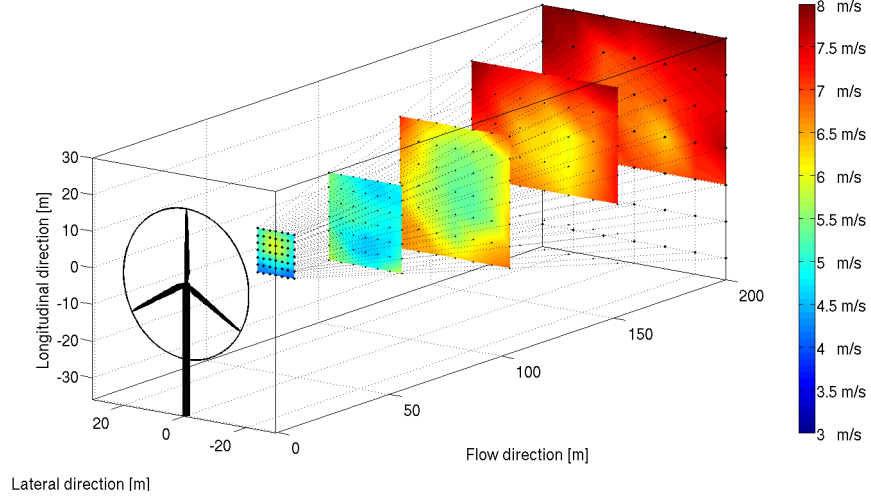 8 m/s
7.5 m/s
7 m/s
6.5 m/s
6 m/s
5.5 m/s
5 m/s
4.5 m/s
4 m/s
3.5 m/s
3 m/s
Longitudinal direction [m]
30
20
10
0
-10
-20
-30
20
0
-20
Lateral direction [m]
0
50
100
150
200
Flow direction [m]